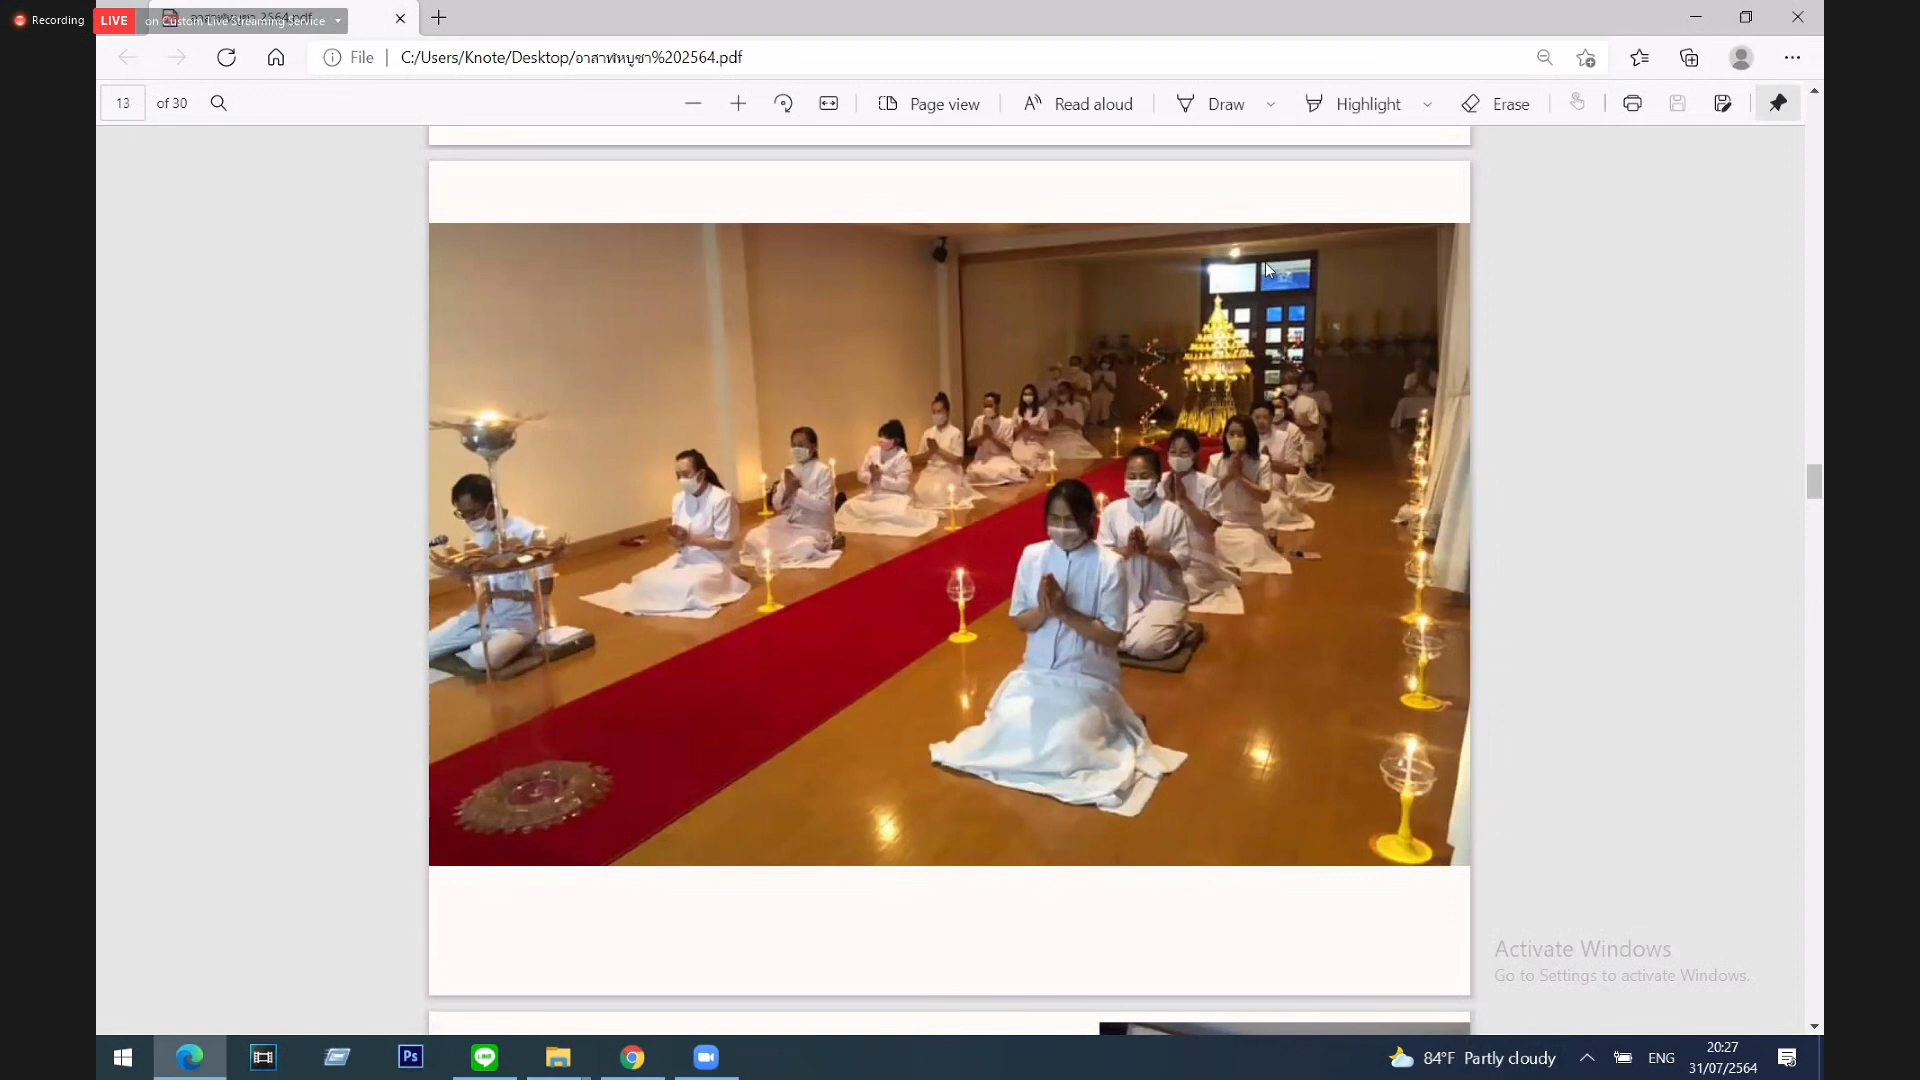 Recording
LIVE
on Custom Live Streaming Service
File
C:/Users/Knote/Desktop/อาสาฬหบูชา%202564.pdf
13
of 30
Page view
Read aloud
Draw
Highlight
Erase
Activate Windows
Go to Settings to activate Windows.
Ps
LINE
84°F Partly cloudy
ENG
20:27
31/07/2564